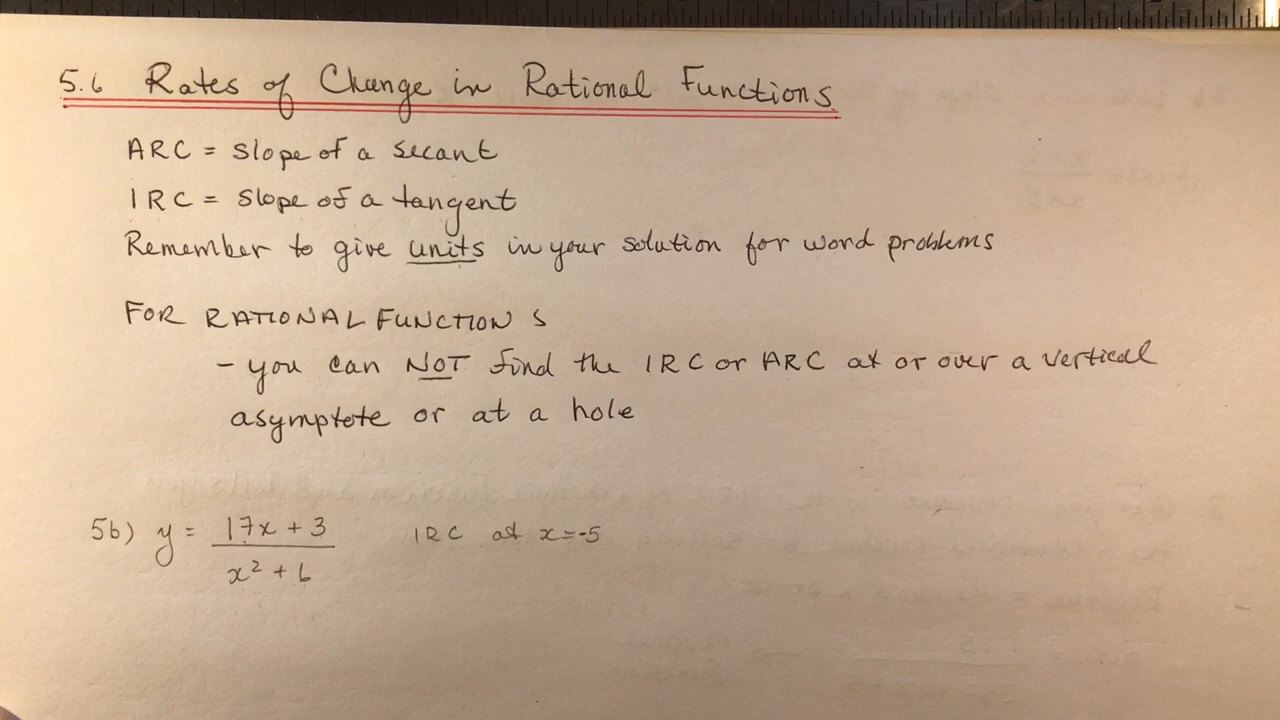 5.6 Rates of Change in Rational Functions
ARC = slope of a secant
IRC = slope of a tangent
Remember to give units in your solution for word problems
FOR RATIONAL FUNCTIONS
- you can NOT find the IRC or ARC at or over a vertical
asymptote or at a hole
5b) y = 17x + 3 IRC at x=-5
x² + 6